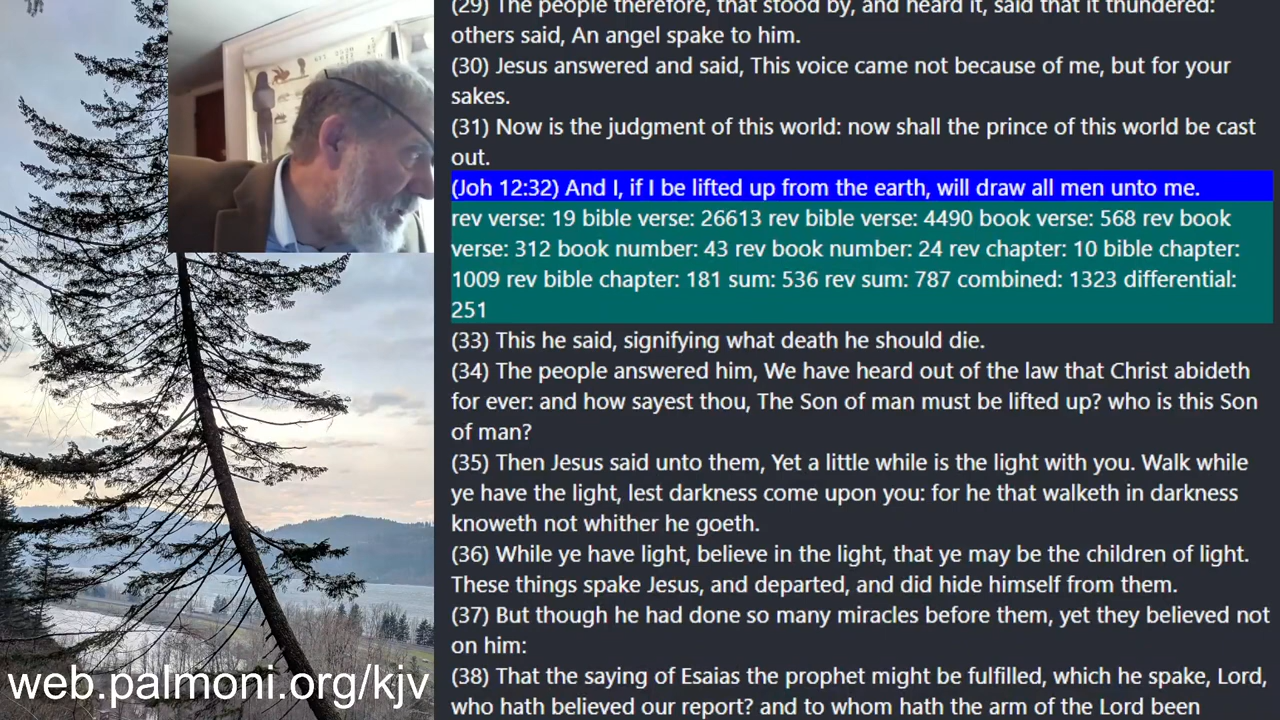 (29) The people therefore, that stood by, and heard it, said that it thundered:
others said, An angel spake to him.
(30) Jesus answered and said, This voice came not because of me, but for your
sakes.
(31) Now is the judgment of this world: now shall the prince of this world be cast
out.
(Joh 12:32) And I, if I be lifted up from the earth, will draw all men unto me.
rev verse: 19 bible verse: 26613 rev bible verse: 4490 book verse: 568 rev book
verse: 312 book number: 43 rev book number: 24 rev chapter: 10 bible chapter:
1009 rev bible chapter: 181 sum: 536 rev sum: 787 combined: 1323 differential:
251
(33) This he said, signifying what death he should die.
(34) The people answered him, We have heard out of the law that Christ abideth
for ever: and how sayest thou, The Son of man must be lifted up? who is this Son
of man?
(35) Then Jesus said unto them, Yet a little while is the light with you. Walk while
ye have the light, lest darkness come upon you: for he that walketh in darkness
knoweth not whither he goeth.
(36) While ye have light, believe in the light, that ye may be the children of light.
These things spake Jesus, and departed, and did hide himself from them.
(37) But though he had done so many miracles before them, yet they believed not
on him:
(38) That the saying of Esaias the prophet might be fulfilled, which he spake, Lord,
who hath believed our report? and to whom hath the arm of the Lord been
web.palmoni.org/kjv